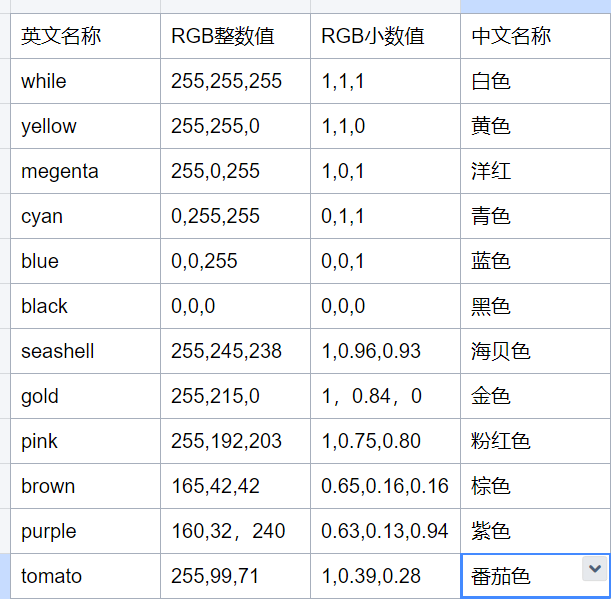 英文名称 RGB整数值 RGB小数值 中文名称
while 255,255,255 1,1,1 白色
yellow 255,255,0 1,1,0 黄色
megenta 255,0,255 1,0,1 洋红
cyan 0,255,255 0,1,1 青色
blue 0,0,255 0,0,1 蓝色
black 0,0,0 0,0,0 黑色
seashell 255,245,238 1,0.96,0.93 海贝色
gold 255,215,0 1，0.84，0 金色
pink 255,192,203 1,0.75,0.80 粉红色
brown 165,42,42 0.65,0.16,0.16 棕色
purple 160,32，240 0.63,0.13,0.94 紫色
tomato 255,99,71 1,0.39,0.28 番茄色